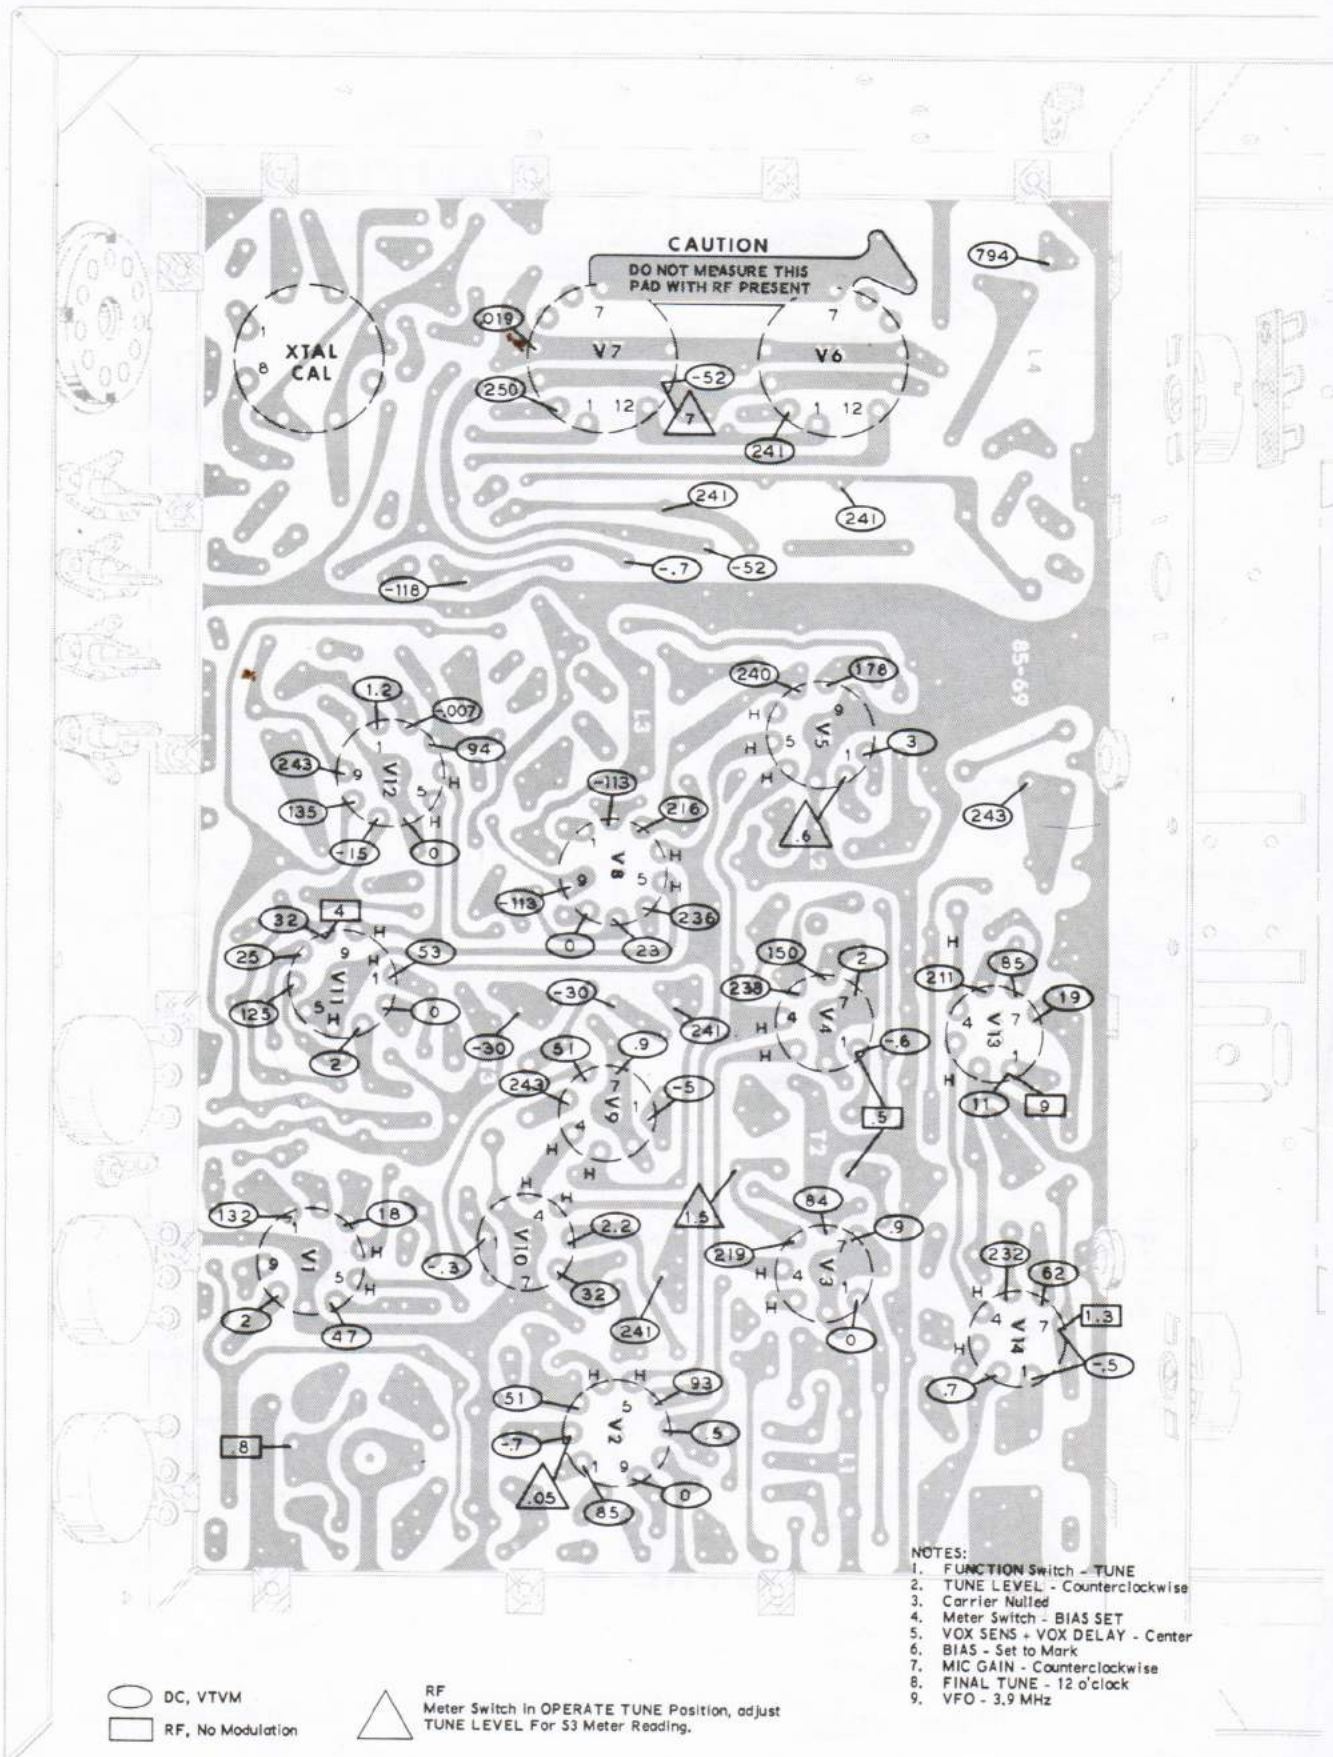 CAUTION
DO NOT MEASURE THIS
PAD WITH RF PRESENT
794
.019
7
7
1
XTAL
CAL
8
V7
V6
L4
-52
250
1 12
7
1 12
241
241
241
-.7
-52
-118
85-69
1.2
-.007
94
1
243
9
V12
5
H
135
H
-15
0
L3
240
178
H
9
V5
H
5
1
3
H
.6
243
-113
216
1
V8
H
9
5
H
-113
236
0
23
32
4
H
25
9
H
53
V11
1
125
5
H
0
2
-30
-30
241
150
2
238
7
4
V4
H
1
-.6
H
.5
H
211
85
19
4
7
V13
1
H
11
.9
51
.9
243
7
-.5
V9
1
4
H
H
T2
132
18
1
H
9
V1
5
H
2
47
H
H
4
2.2
-.3
1
V10
7
32
241
1.5
84
.9
219
7
H
4
V3
1
H
0
232
62
H
4
1.3
7
V14
H
1
-.5
.7
H
H
51
93
5
-.7
V2
.5
1
9
.05
85
0
.8
L1
NOTES:
1. FUNCTION Switch - TUNE
2. TUNE LEVEL - Counterclockwise
3. Carrier Nulled
4. Meter Switch - BIAS SET
5. VOX SENS + VOX DELAY - Center
6. BIAS - Set to Mark
7. MIC GAIN - Counterclockwise
8. FINAL TUNE - 12 o'clock
9. VFO - 3.9 MHz
DC, VTVM
RF, No Modulation
RF
Meter Switch in OPERATE TUNE Position, adjust
TUNE LEVEL For S3 Meter Reading.